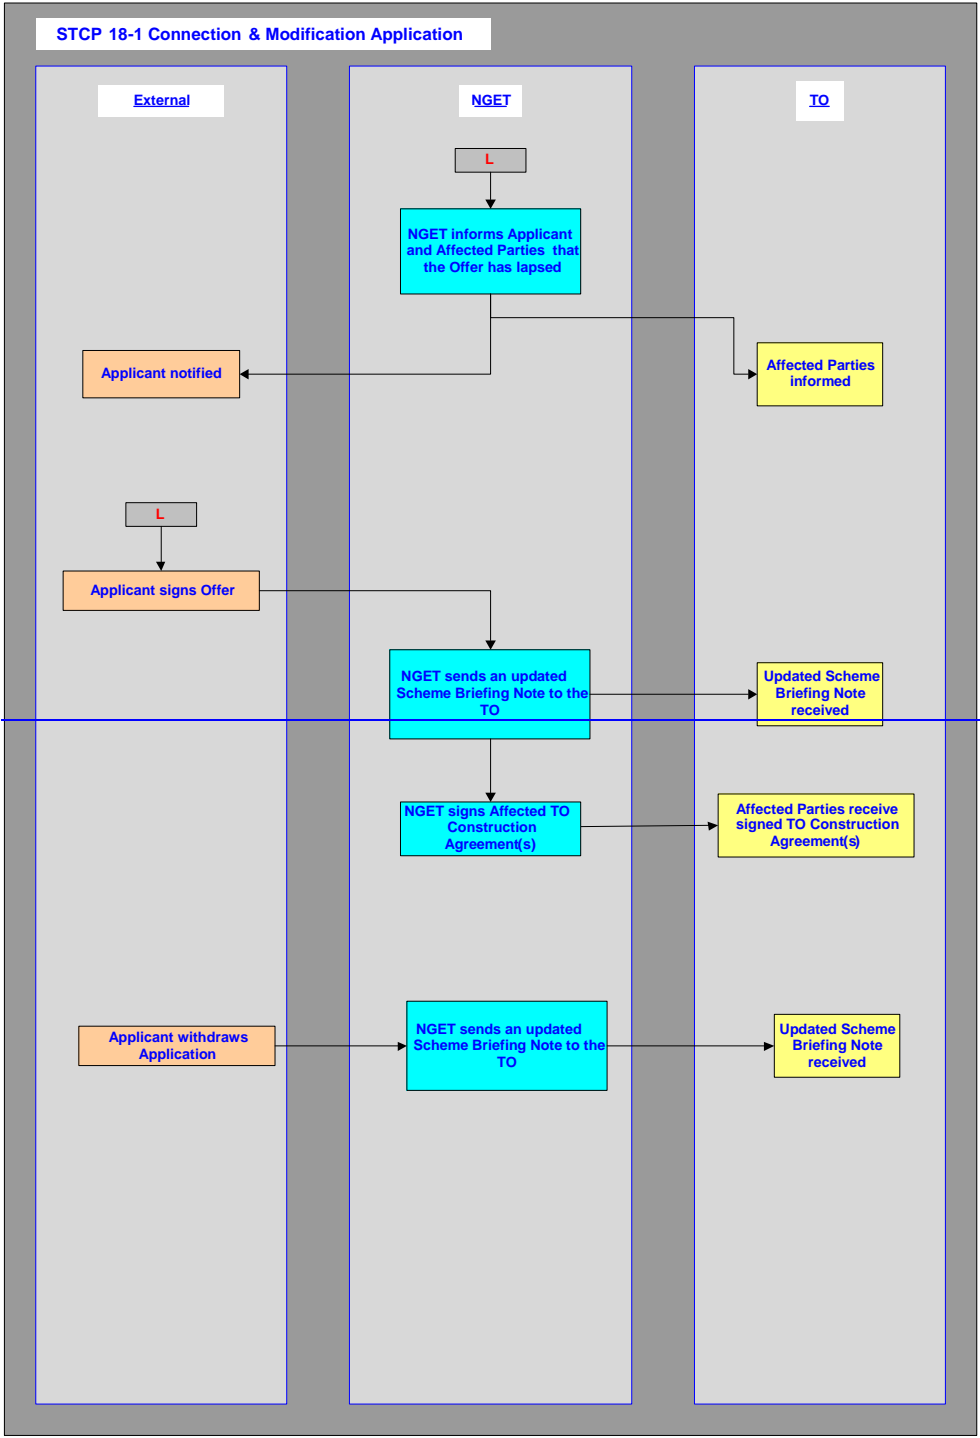 STCP 18-1 Connection & Modification Application
External
NGET
TO
L
NGET informs Applicant
and Affected Parties that
the Offer has lapsed
Applicant notified
Affected Parties
informed
L
Applicant signs Offer
NGET sends an updated
Scheme Briefing Note to the
TO
Updated Scheme
Briefing Note
received
NGET signs Affected TO
Construction
Agreement(s)
Affected Parties receive
signed TO Construction
Agreement(s)
Applicant withdraws
Application
NGET sends an updated
Scheme Briefing Note to the
TO
Updated Scheme
Briefing Note
received